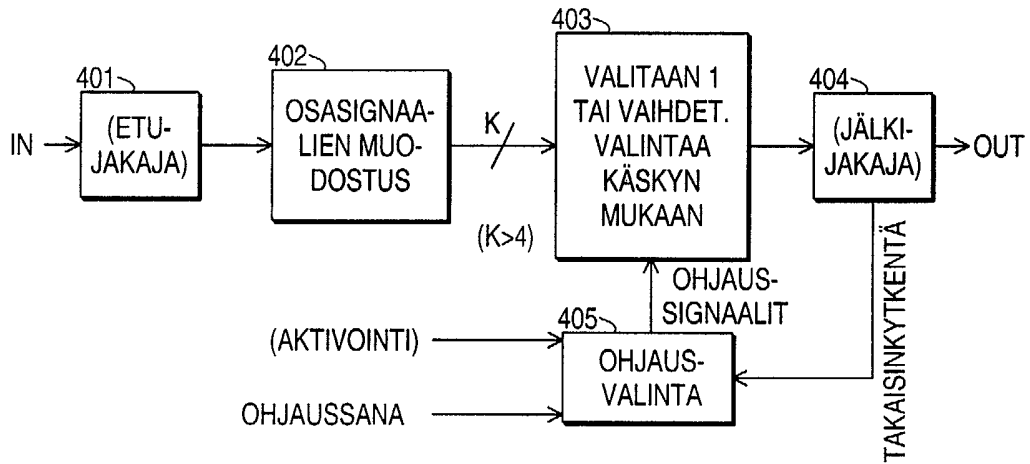 401
402
403
404
IN
(ETU-
JAKAJA)
OSASIGNAA-
LIEN MUO-
DOSTUS
K
(K>4)
VALITAAN 1
TAI VAIHDET.
VALINTAA
KÄSKYN
MUKAAN
(JÄLKI-
JAKAJA)
OUT
OHJAUS-
SIGNAALIT
TAKAISINKYTKENTÄ
405
(AKTIVOINTI)
OHJAUS-
VALINTA
OHJAUSSANA